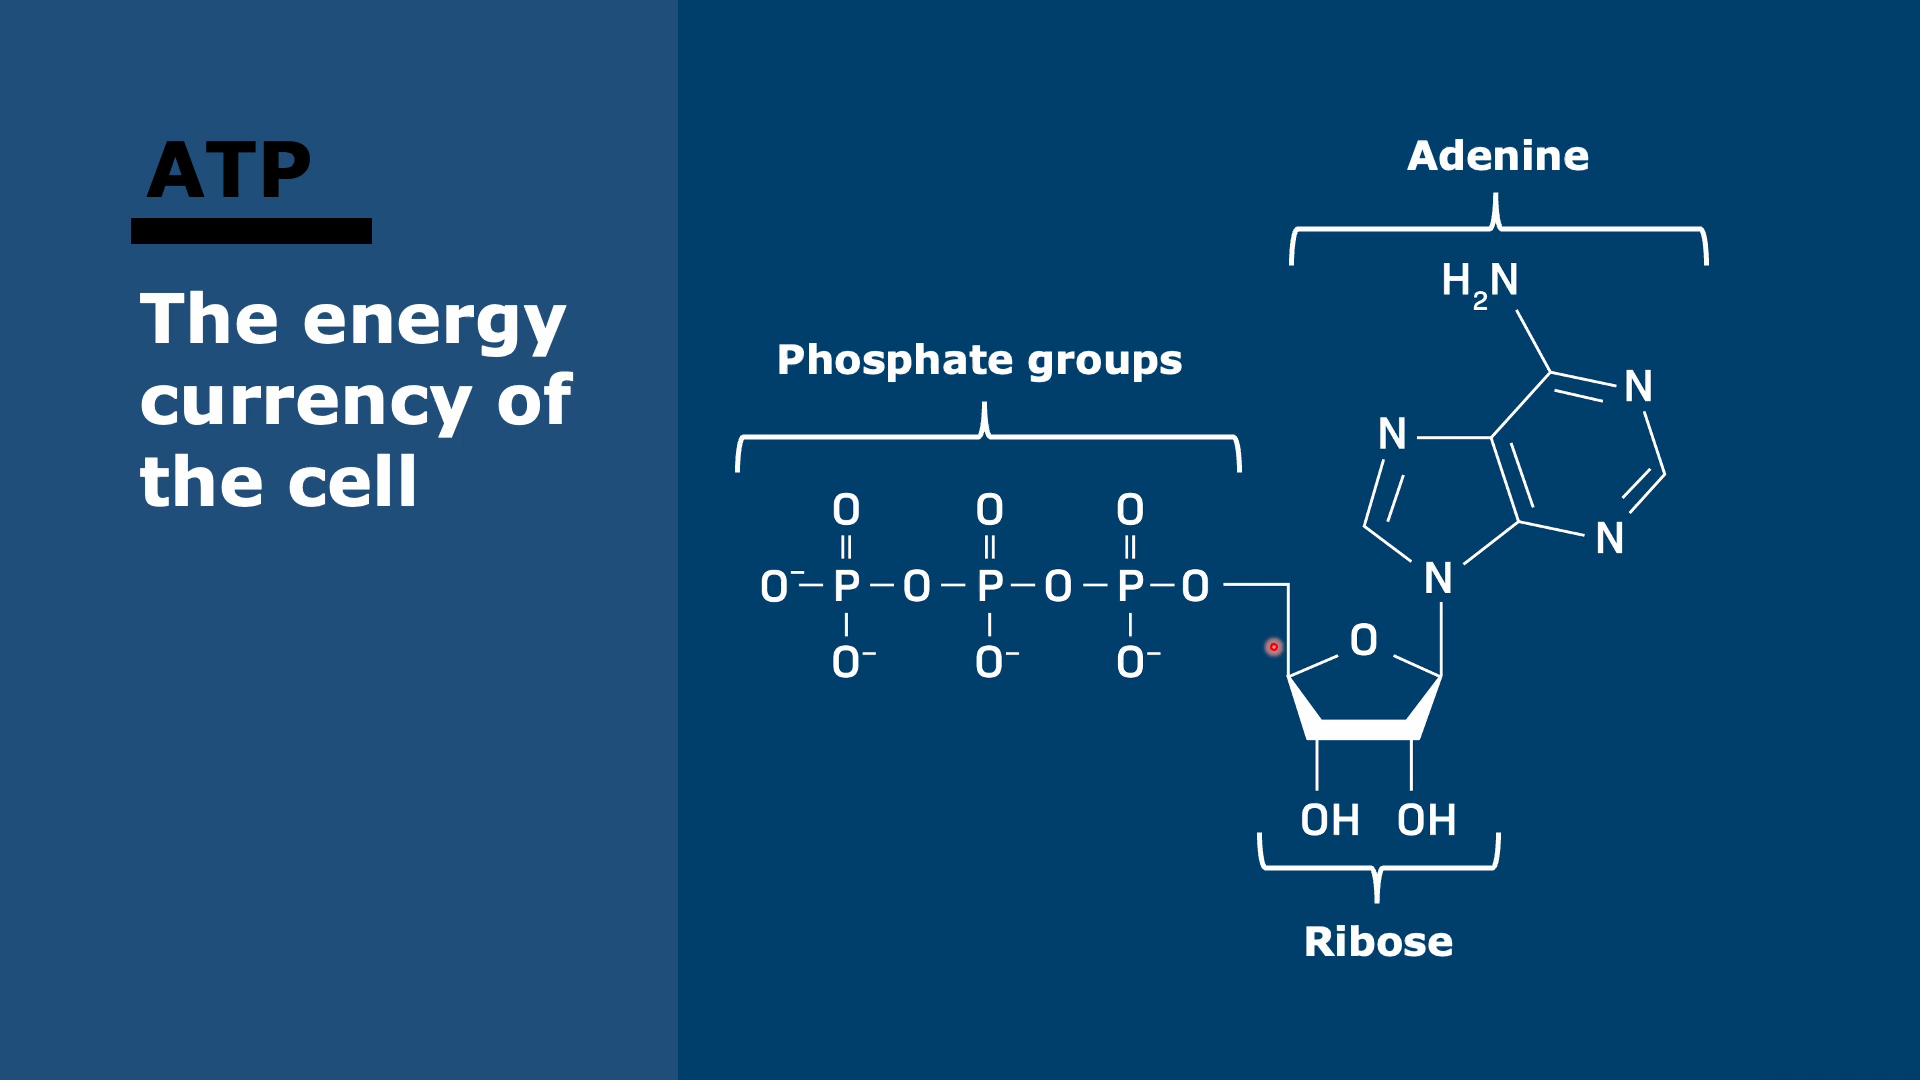 ATP
The energy
currency of
the cell
Adenine
H₂N
Phosphate groups
N
N
O O O
N
O⁻ P O P O P O
N
O
O⁻ O⁻ O⁻
OH OH
Ribose